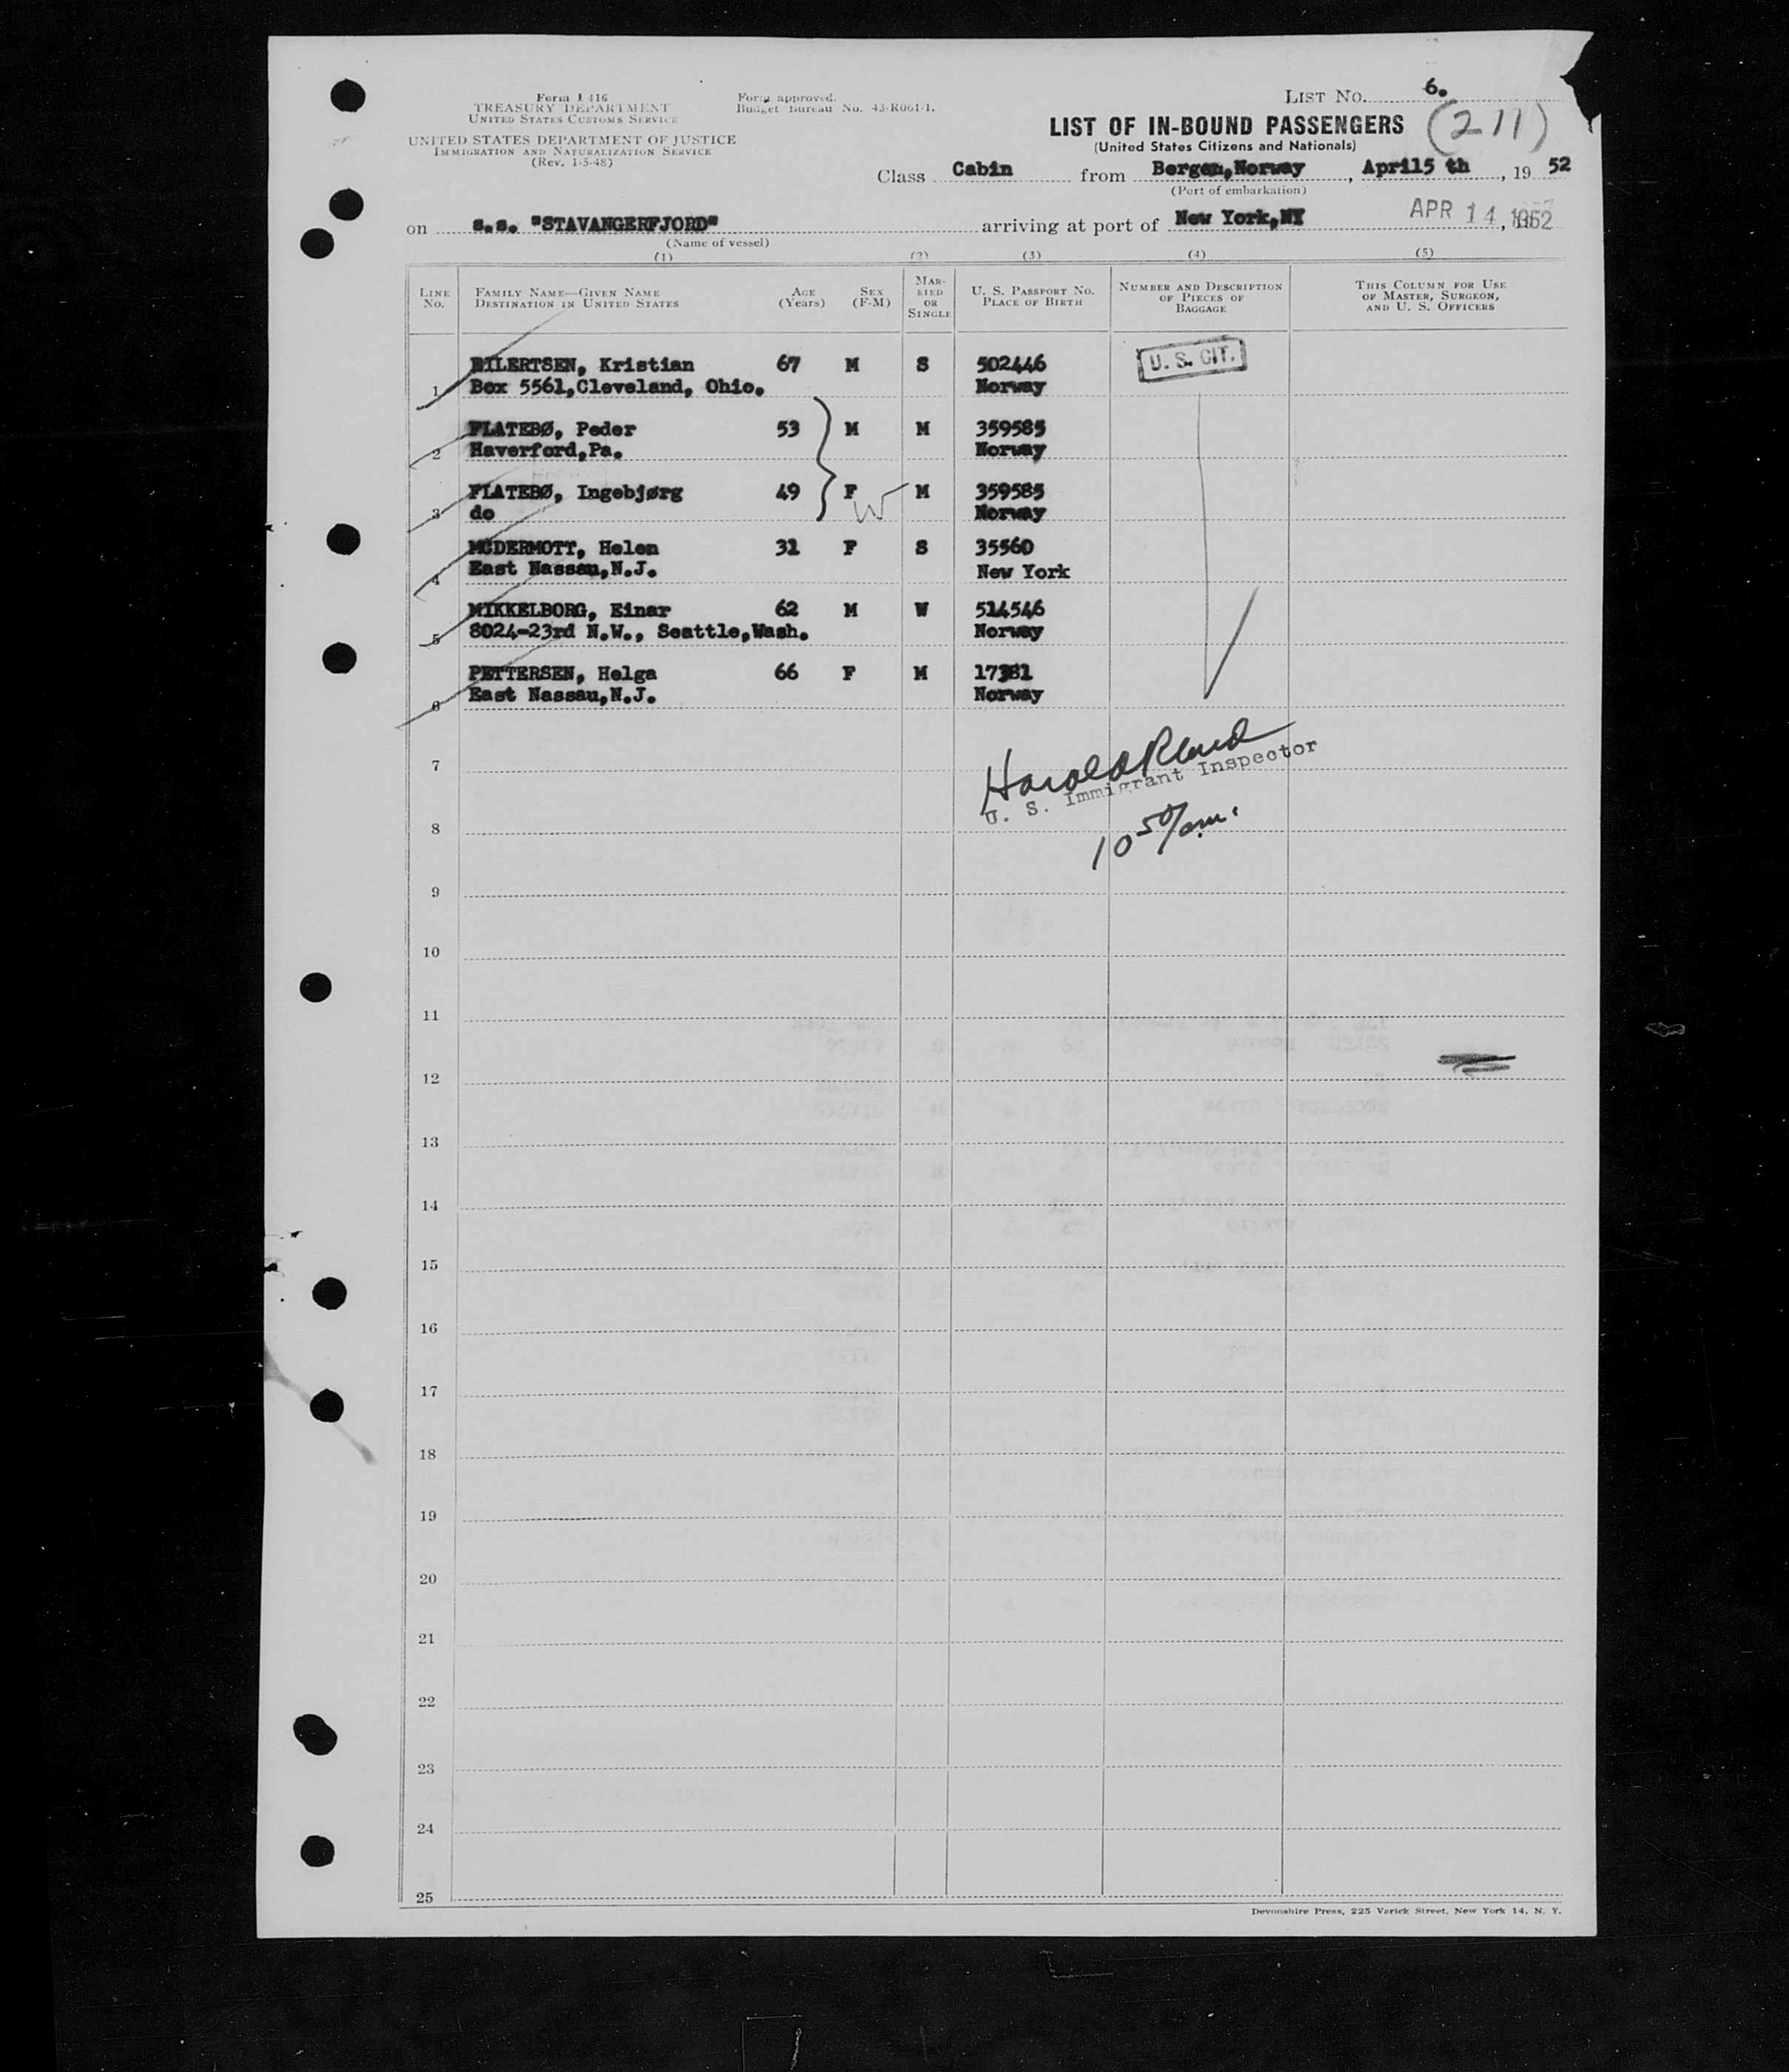 Form I 416
TREASURY DEPARTMENT
UNITED STATES CUSTOMS SERVICE
UNITED STATES DEPARTMENT OF JUSTICE
IMMIGRATION AND NATURALIZATION SERVICE
(Rev. 1-5-48)
Form approved.
Budget Bureau No. 43-R061-1.
LIST NO. 6.
LIST OF IN-BOUND PASSENGERS (211)
(United States Citizens and Nationals)
Class Cabin from Bergen,Norway, April5 th, 19 52
(Port of embarkation)
on s.s. "STAVANGERFJORD" arriving at port of New York,NY APR 14, 1952
(Name of vessel)
(1) (2) (3) (4) (5)
LINE No. FAMILY NAME—GIVEN NAME DESTINATION IN UNITED STATES AGE (Years) SEX (F-M) MARRIED OR SINGLE U. S. PASSPORT NO. PLACE OF BIRTH NUMBER AND DESCRIPTION OF PIECES OF BAGGAGE THIS COLUMN FOR USE OF MASTER, SURGEON, AND U. S. OFFICERS
EILERTSEN, Kristian 67 M S 502446 U. S. CIT.
1 Box 5561,Cleveland, Ohio. Norway
FLATEBØ, Peder 53 M M 359585
2 Haverford,Pa. Norway
FLATEBØ, Ingebjørg 49 F M 359585
3 do Norway
MCDERMOTT, Helen 31 F S 35560
4 East Nassau,N.J. New York
MIKKELBORG, Einar 62 M W 514546
5 8024-23rd N.W., Seattle,Wash. Norway
PETTERSEN, Helga 66 F M 17381
6 East Nassau,N.J. Norway
7
Harold
U. S. Immigrant Inspector
8
10 50/am.
9
10
11
12
13
14
15
16
17
18
19
20
21
22
23
24
25
Devonshire Press, 225 Varick Street, New York 14, N. Y.